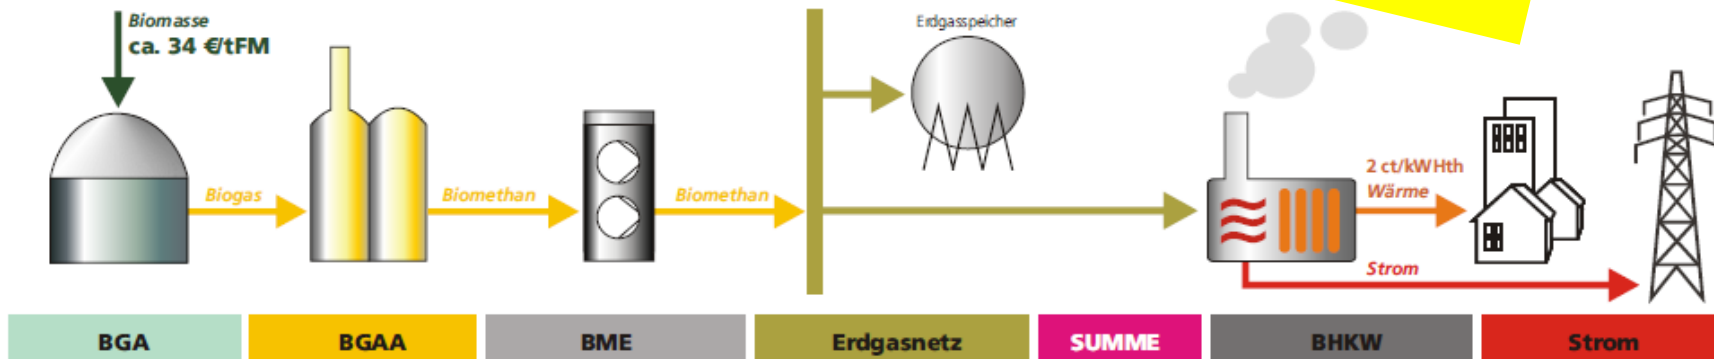 Biomasse
ca. 34 €/tFM
Erdgasspeicher
Biogas
Biomethan
Biomethan
2 ct/kWHth
Wärme
Strom
BGA
BGAA
BME
Erdgasnetz
SUMME
BHKW
Strom